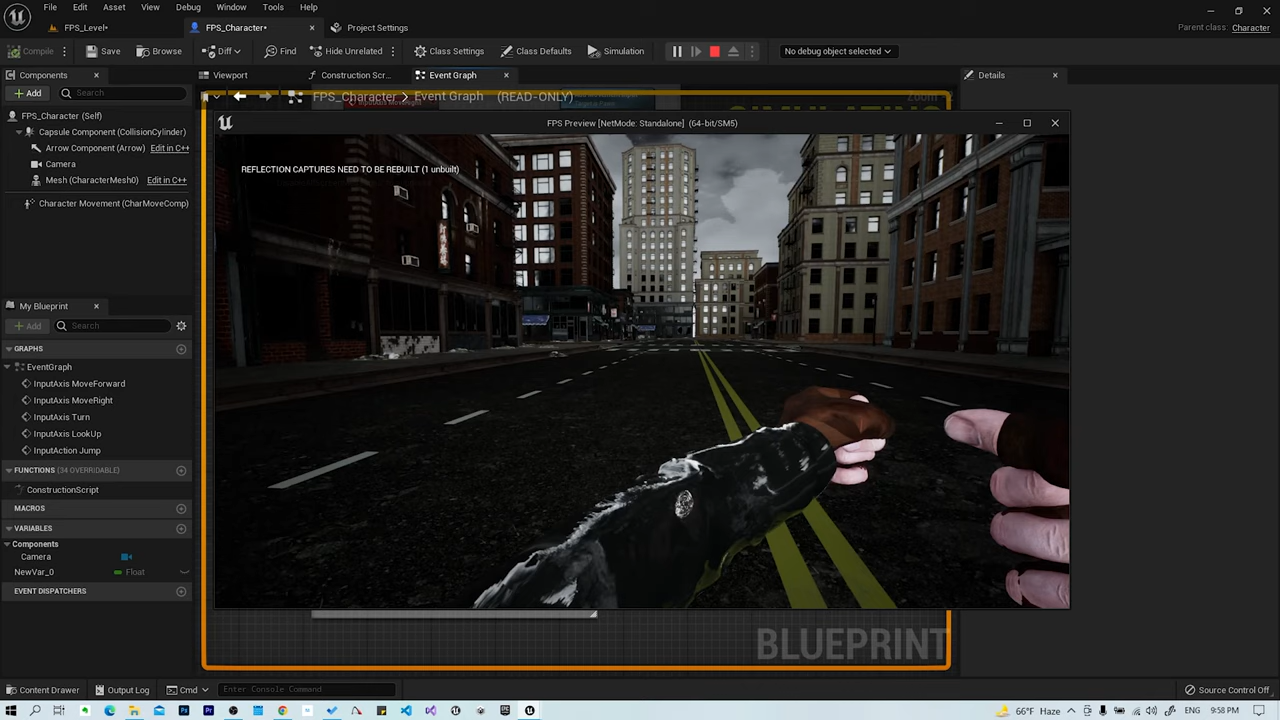 File Edit Asset View Debug Window Tools Help
Parent class: Character
FPS_Level•
FPS_Character•
Project Settings
Compile
Save
Browse
Diff
Find
Hide Unrelated
Class Settings
Class Defaults
Simulation
No debug object selected
Components
Viewport
Construction Scr...
Event Graph
Details
+ Add
Search
FPS_Character > Event Graph (READ-ONLY)
Zoom
SIMULATING
FPS_Character (Self)
Capsule Component (CollisionCylinder)
Arrow Component (Arrow) Edit in C++
Camera
Mesh (CharacterMesh0) Edit in C++
Character Movement (CharMoveComp)
FPS Preview [NetMode: Standalone] (64-bit/SM5)
REFLECTION CAPTURES NEED TO BE REBUILT (1 unbuilt)
My Blueprint
+ Add
Search
GRAPHS
EventGraph
InputAxis MoveForward
InputAxis MoveRight
InputAxis Turn
InputAxis LookUp
InputAction Jump
FUNCTIONS (34 OVERRIDABLE)
ConstructionScript
MACROS
VARIABLES
Components
Camera
NewVar_0 Float
EVENT DISPATCHERS
BLUEPRINT
Content Drawer
Output Log
Cmd
Enter Console Command
Source Control Off
66°F Haze
ENG
9:58 PM